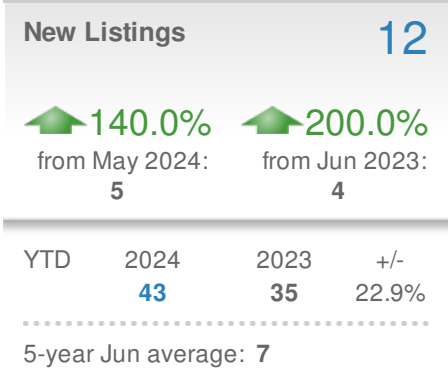 New Listings 12
140.0% 200.0%
from May 2024: from Jun 2023:
5 4
YTD 2024 2023 +/-
43 35 22.9%
5-year Jun average: 7